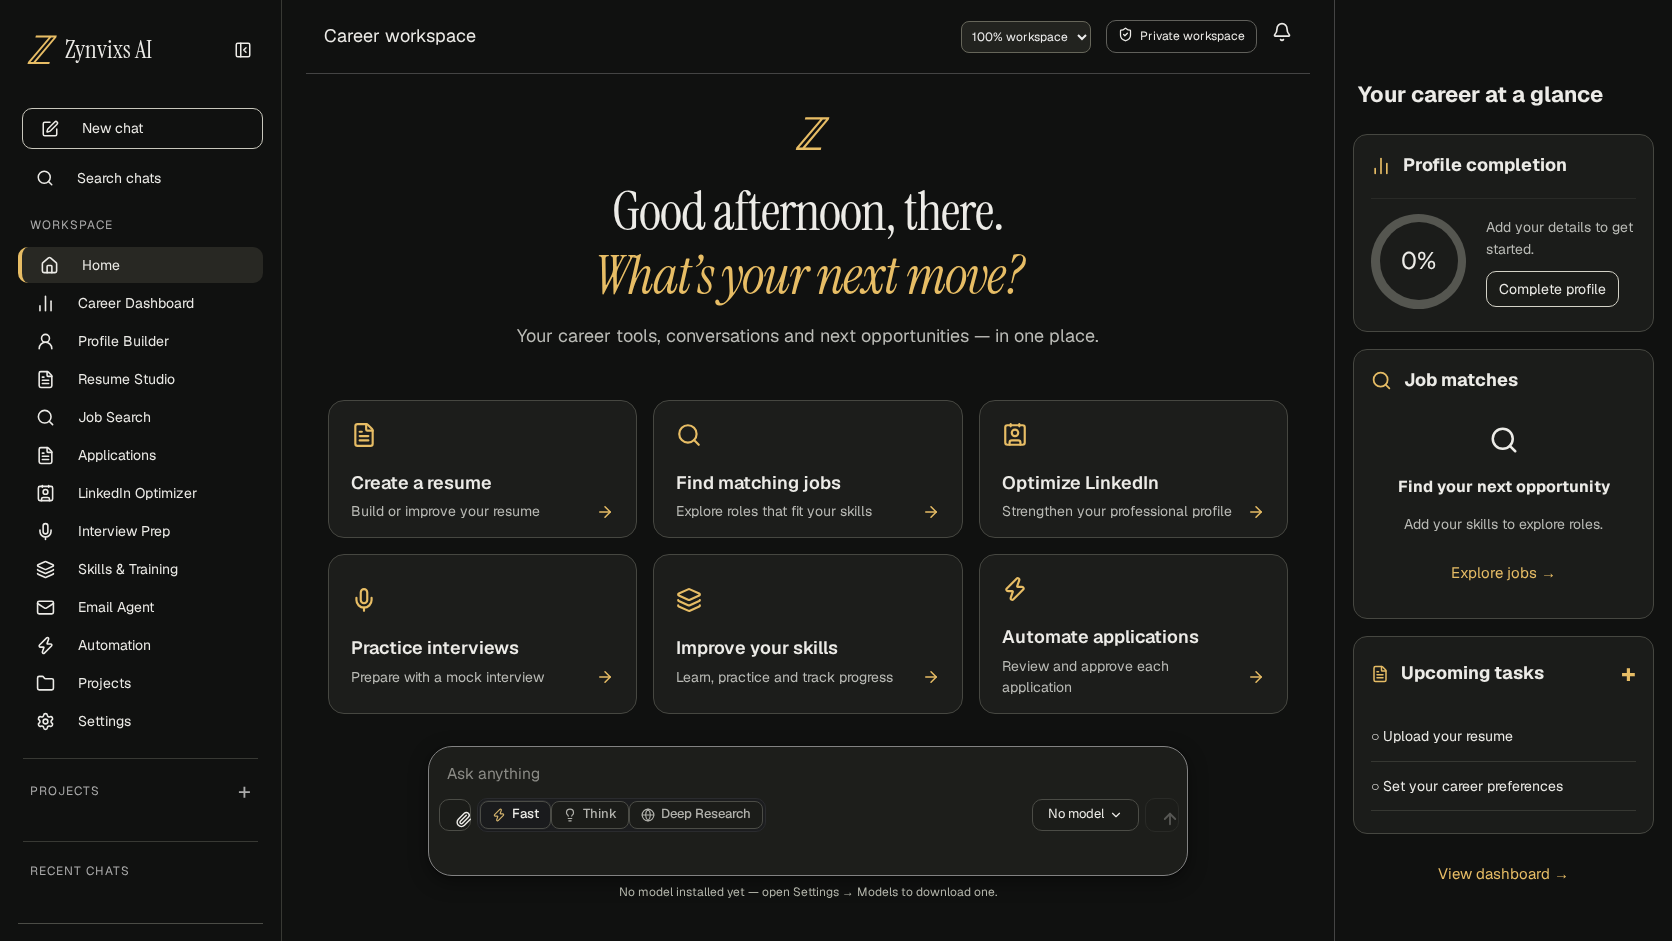 Zynvixs AI
New chat
Search chats
WORKSPACE
Home
Career Dashboard
Profile Builder
Resume Studio
Job Search
Applications
LinkedIn Optimizer
Interview Prep
Skills & Training
Email Agent
Automation
Projects
Settings
PROJECTS
+
RECENT CHATS
Career workspace
100% workspace
Private workspace
Z
Good afternoon, there.
What's your next move?
Your career tools, conversations and next opportunities — in one place.
Create a resume
Build or improve your resume
Find matching jobs
Explore roles that fit your skills
Optimize LinkedIn
Strengthen your professional profile
Practice interviews
Prepare with a mock interview
Improve your skills
Learn, practice and track progress
Automate applications
Review and approve each
application
Ask anything
Fast
Think
Deep Research
No model
No model installed yet — open Settings → Models to download one.
Your career at a glance
Profile completion
0%
Add your details to get
started.
Complete profile
Job matches
Find your next opportunity
Add your skills to explore roles.
Explore jobs →
Upcoming tasks
+
○ Upload your resume
○ Set your career preferences
View dashboard →